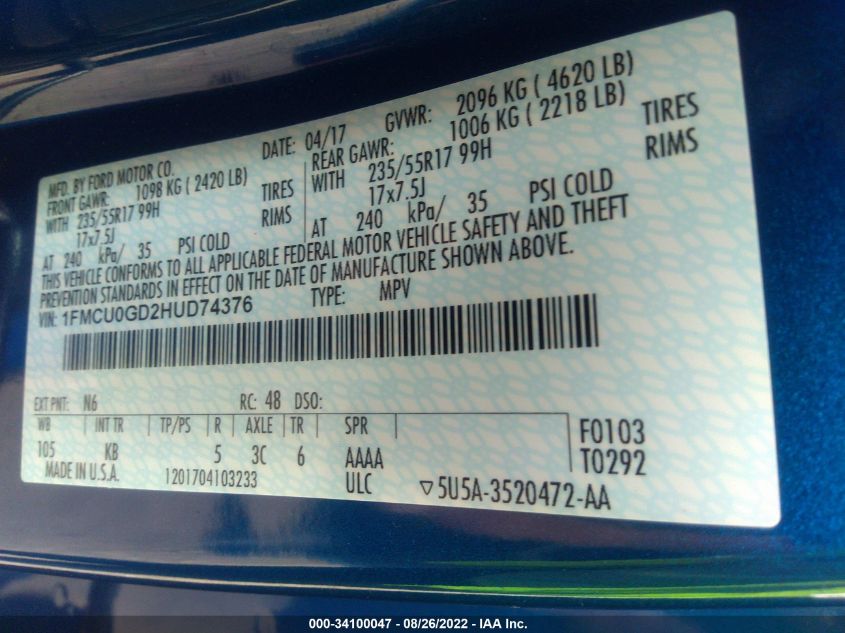 MFD. BY FORD MOTOR CO.
DATE: 04/17
GVWR: 2096 KG ( 4620 LB)
FRONT GAWR: 1098 KG ( 2420 LB)
REAR GAWR: 1006 KG ( 2218 LB)
WITH 235/55R17 99H TIRES
WITH 235/55R17 99H TIRES
17x7.5J RIMS
17x7.5J RIMS
AT 240 kPa/ 35 PSI COLD
AT 240 kPa/ 35 PSI COLD
THIS VEHICLE CONFORMS TO ALL APPLICABLE FEDERAL MOTOR VEHICLE SAFETY AND THEFT
PREVENTION STANDARDS IN EFFECT ON THE DATE OF MANUFACTURE SHOWN ABOVE.
VIN: 1FMCU0GD2HUD74376
TYPE: MPV
EXT PNT: N6 RC: 48 DSO:
WB INT TR TP/PS R AXLE TR SPR
105 KB 5 3C 6 AAAA
F0103
T0292
MADE IN U.S.A. 1201704103233 ULC ▽5U5A-3520472-AA
000-34100047 - 08/26/2022 - IAA Inc.